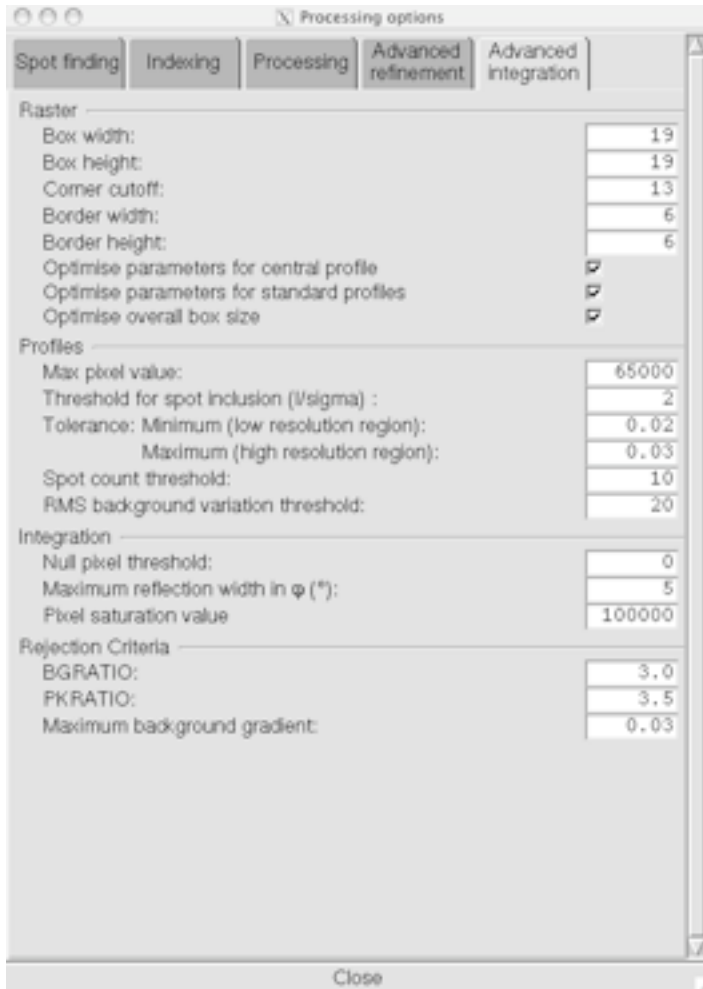 Processing options
Spot finding Indexing Processing Advanced refinement Advanced integration
Raster
Box width: 19
Box height: 19
Corner cutoff: 13
Border width: 6
Border height: 6
Optimise parameters for central profile
Optimise parameters for standard profiles
Optimise overall box size
Profiles
Max pixel value: 65000
Threshold for spot inclusion (I/sigma) : 2
Tolerance: Minimum (low resolution region): 0.02
Maximum (high resolution region): 0.03
Spot count threshold: 10
RMS background variation threshold: 20
Integration
Null pixel threshold: 0
Maximum reflection width in φ (°): 5
Pixel saturation value 100000
Rejection Criteria
BGRATIO: 3.0
PKRATIO: 3.5
Maximum background gradient: 0.03
Close